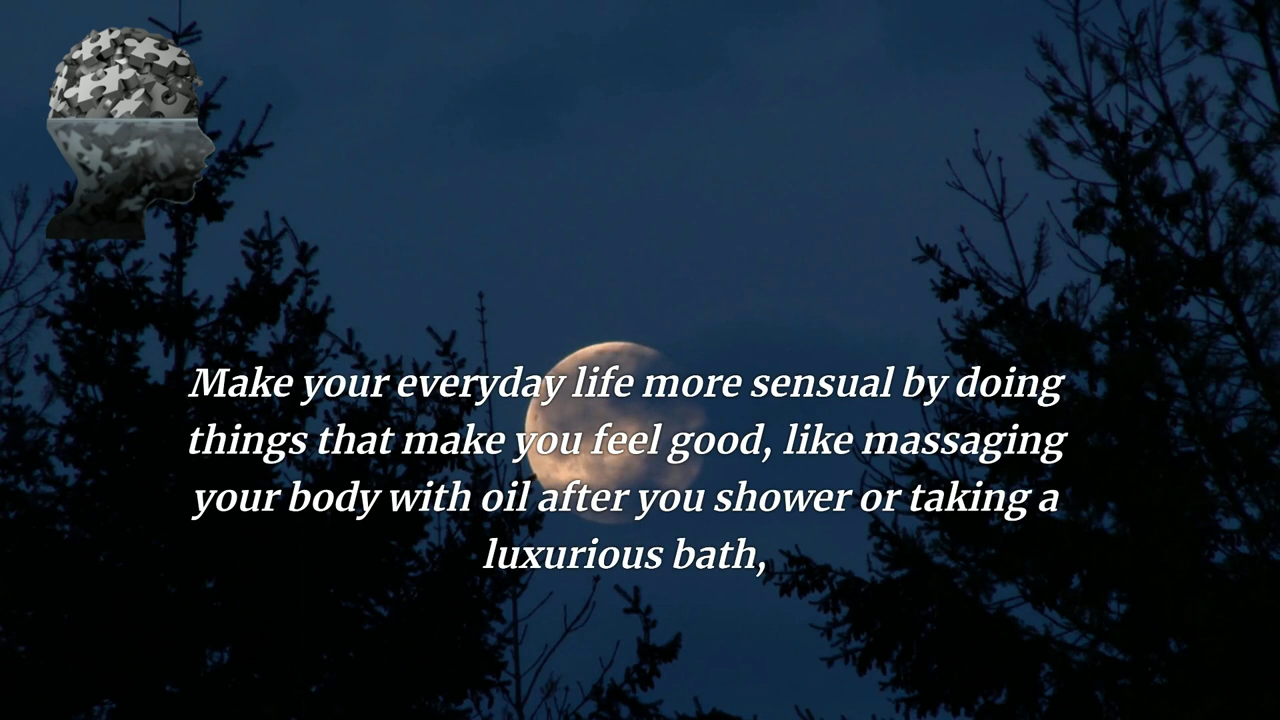 Make your everyday life more sensual by doing
things that make you feel good, like massaging
your body with oil after you shower or taking a
luxurious bath,